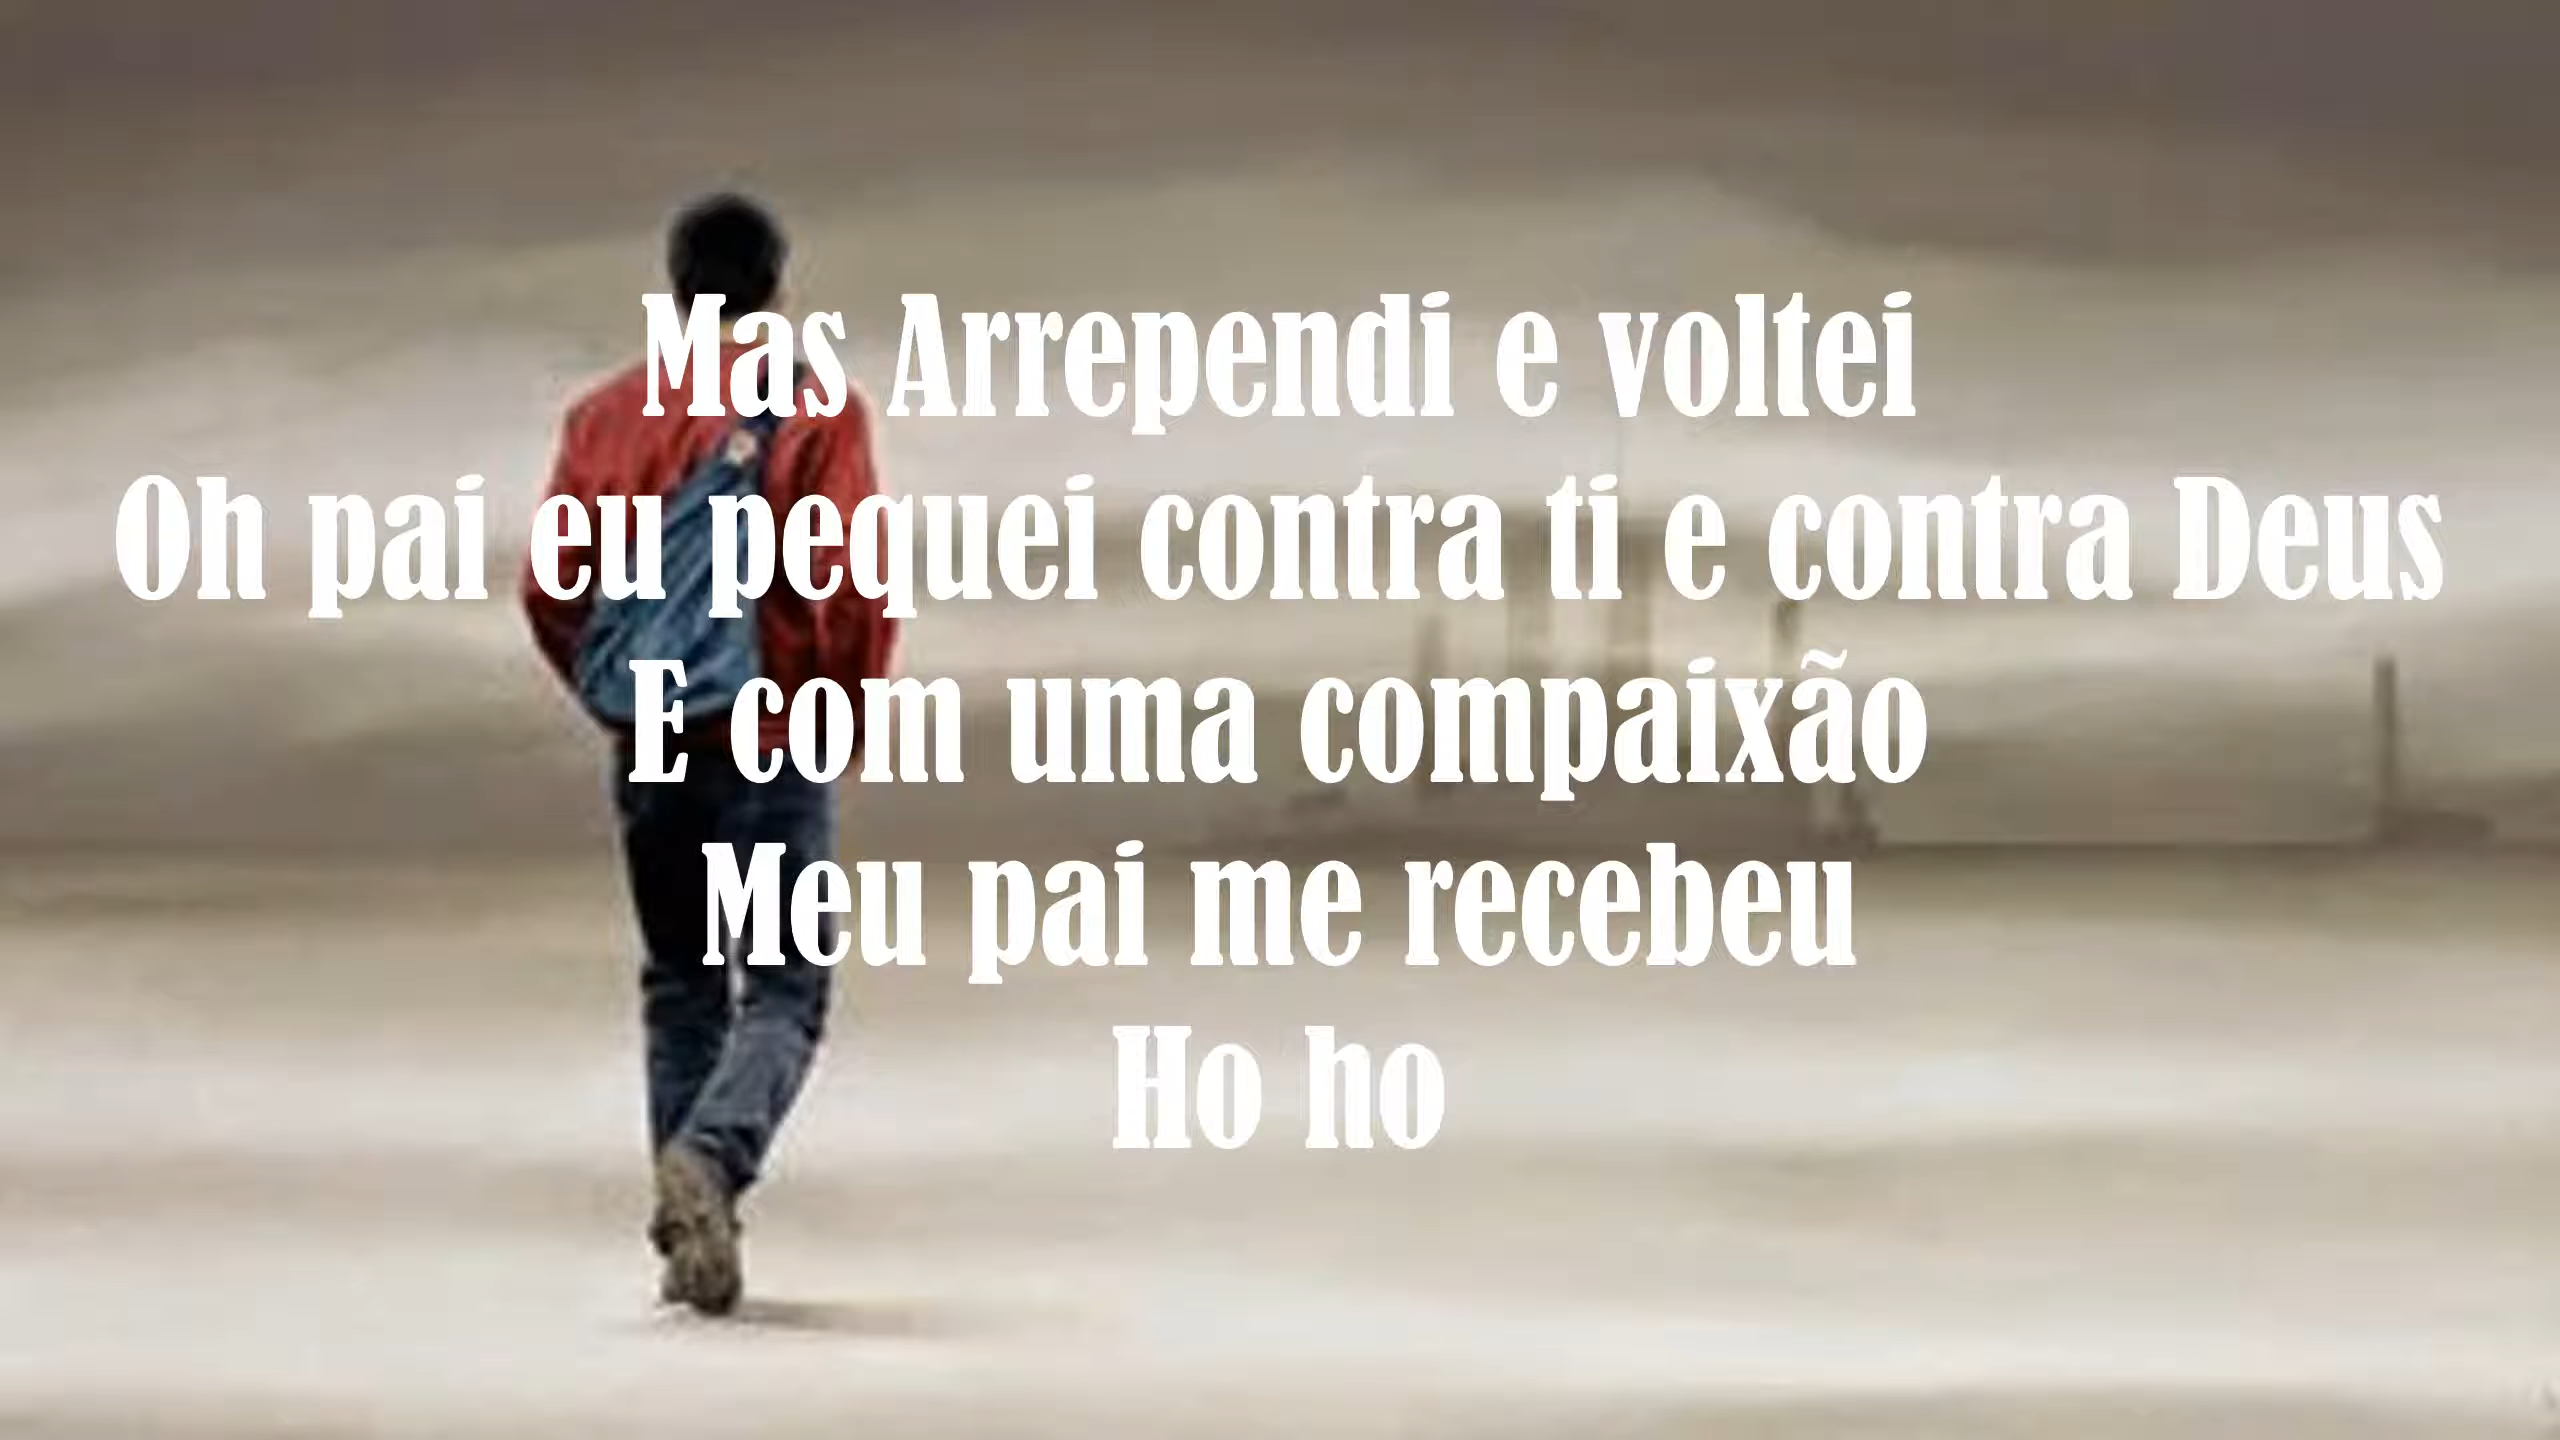 Mas Arrependi e voltei
Oh pai eu pequei contra ti e contra Deus
E com uma compaixão
Meu pai me recebeu
Ho ho